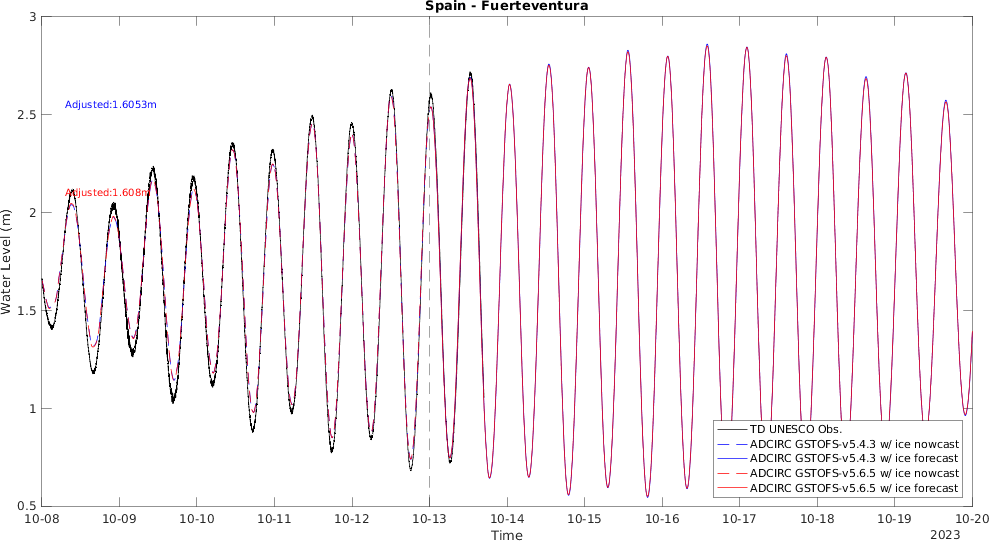 Spain - Fuerteventura
3
2.5
2
1.5
1
0.5
Water Level (m)
Adjusted:1.6053m
Adjusted:1.608m
TD UNESCO Obs.
ADCIRC GSTOFS-v5.4.3 w/ ice nowcast
ADCIRC GSTOFS-v5.4.3 w/ ice forecast
ADCIRC GSTOFS-v5.6.5 w/ ice nowcast
ADCIRC GSTOFS-v5.6.5 w/ ice forecast
10-08 10-09 10-10 10-11 10-12 10-13 10-14 10-15 10-16 10-17 10-18 10-19 10-20
Time
2023